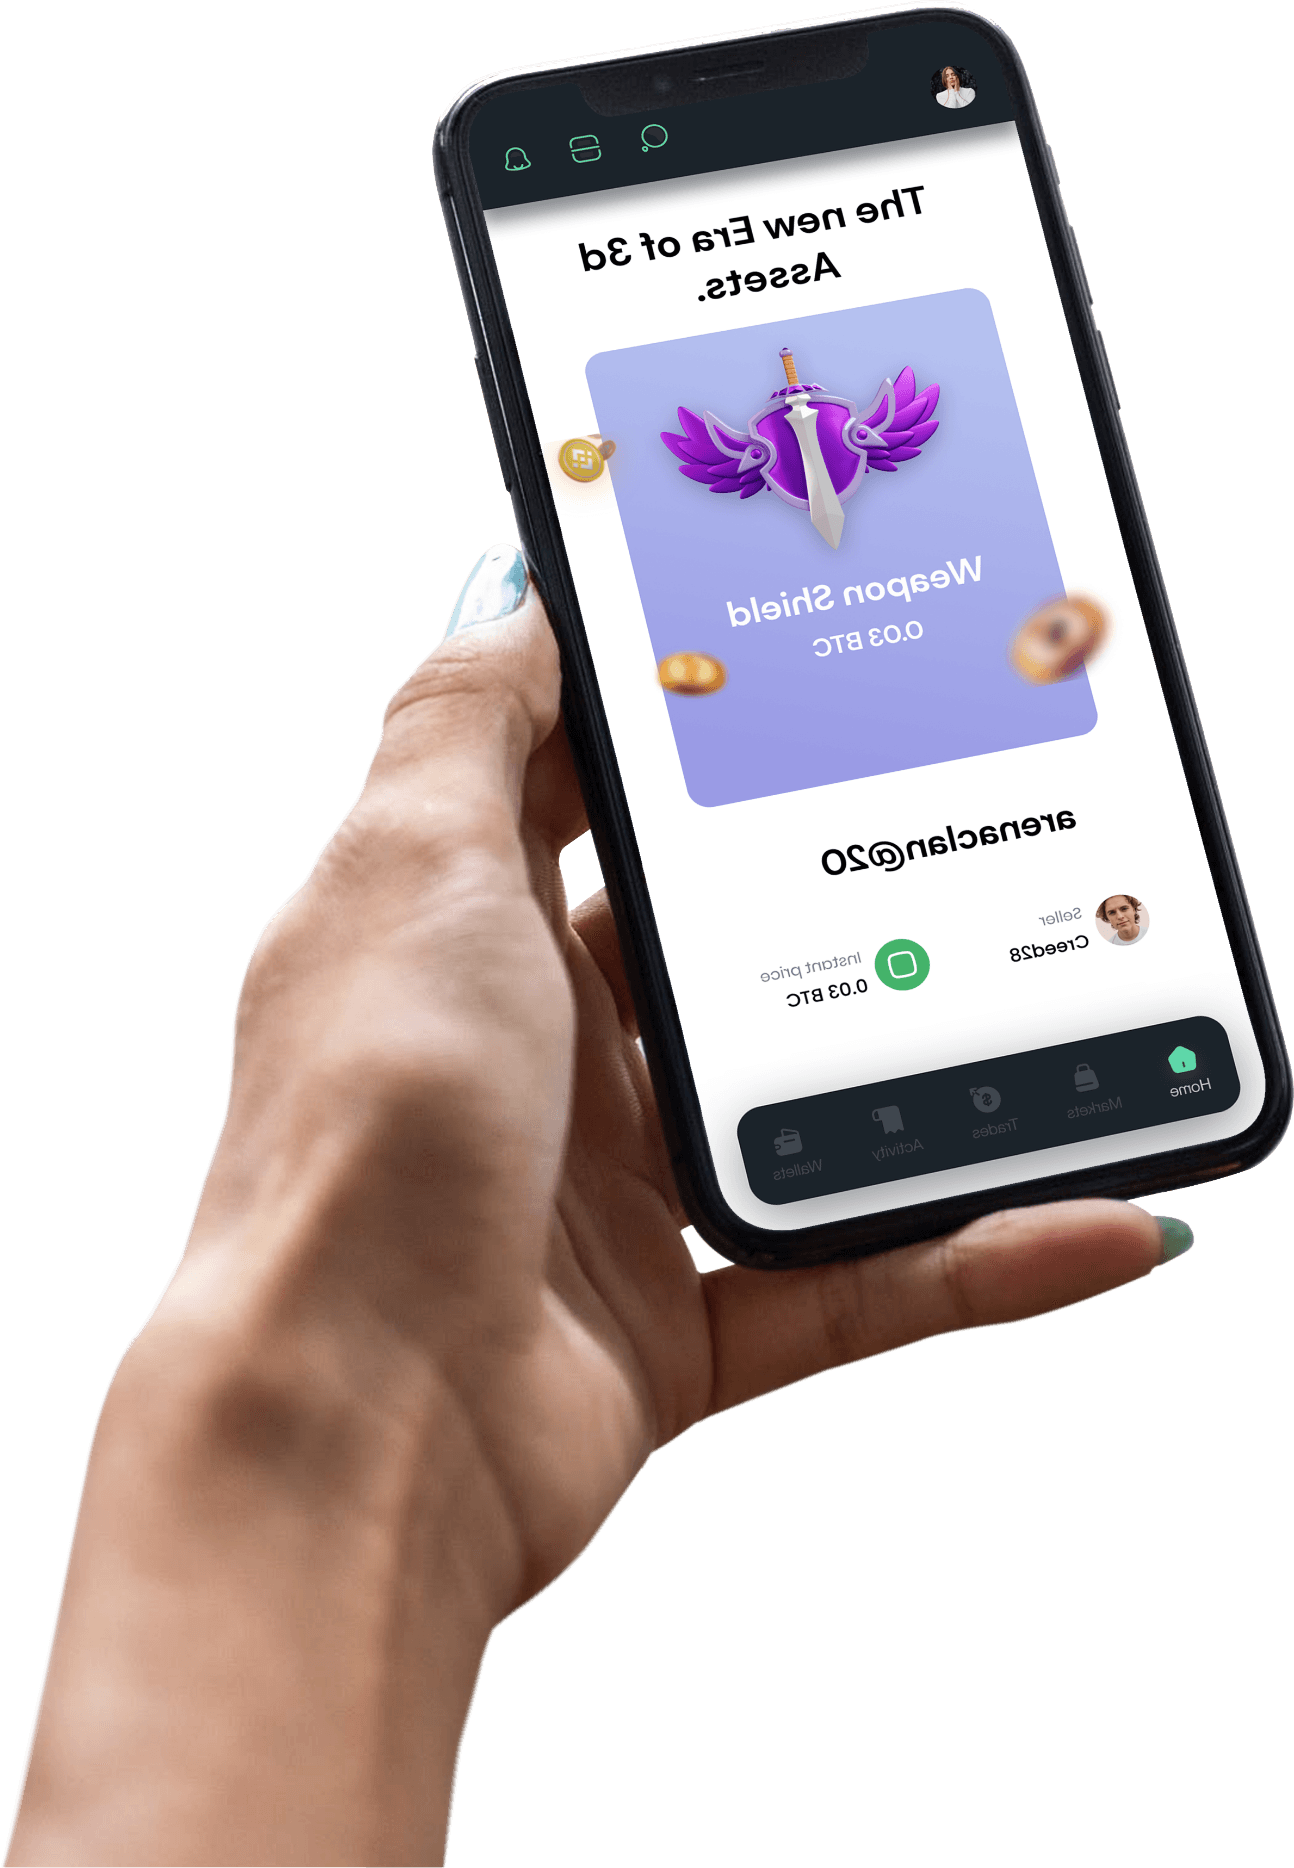 The new Era of 3d
Assets.
Weapon Shield
0.03 BTC
arenaclan@20
Seller
Creed28
Instant price
0.03 BTC
Home
Markets
Trades
Activity
Wallets